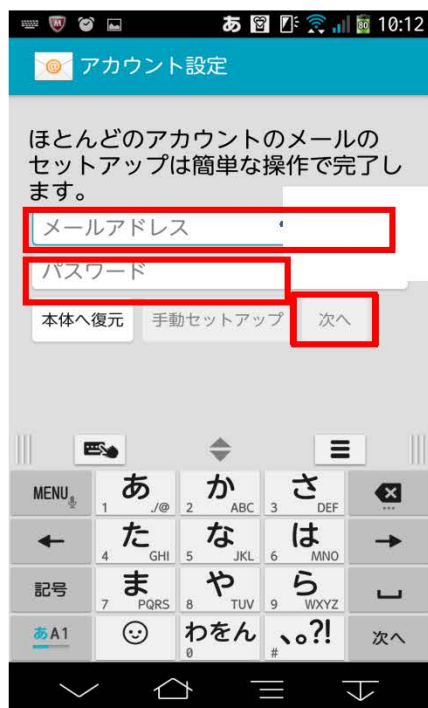 あ 80 10:12
アカウント設定
ほとんどのアカウントのメールの
セットアップは簡単な操作で完了し
ます。
メールアドレス
パスワード
本体へ復元 手動セットアップ 次へ
MENU あ 1 ./@ か 2 ABC さ 3 DEF
た 4 GHI な 5 JKL は 6 MNO
記号 ま 7 PQRS や 8 TUV ら 9 WXYZ
あA1 わをん 0 、。?! # 次へ